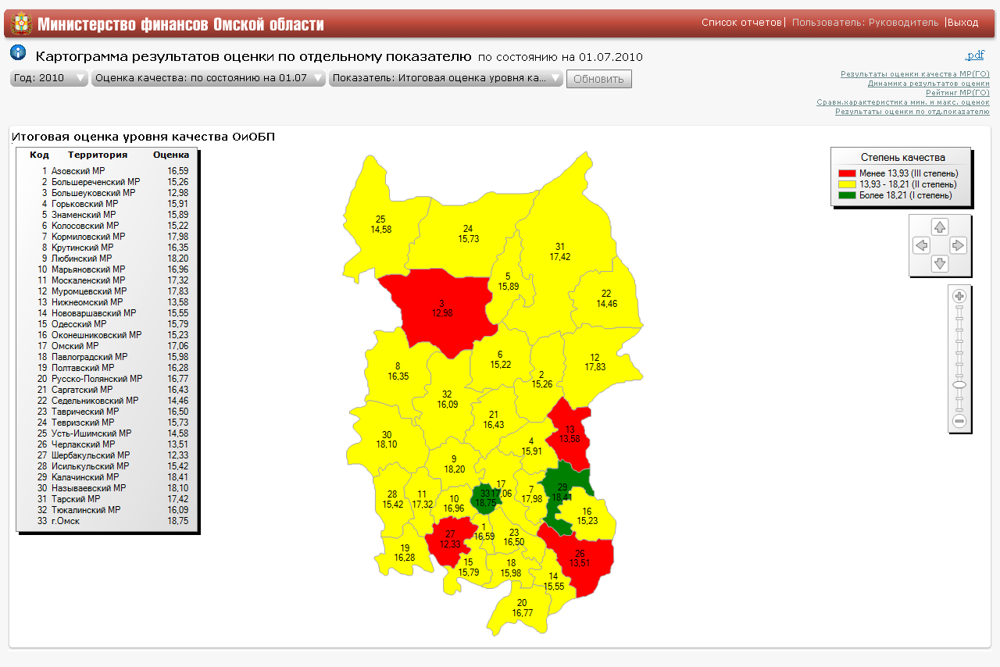 Министерство финансов Омской области
Список отчетов| Пользователь: Руководитель |Выход
Картограмма результатов оценки по отдельному показателю по состоянию на 01.07.2010
.pdf
Год: 2010 Оценка качества: по состоянию на 01.07 Показатель: Итоговая оценка уровня ка... Обновить
Результаты оценки качества МР(ГО)
Динамика результатов оценки
Рейтинг МР(ГО)
Сравн.характеристика мин. и макс. оценок
Результаты оценки по отд.показателю
Итоговая оценка уровня качества ОиОБП
Код Территория Оценка
1 Азовский МР 16,59
2 Большереченский МР 15,26
3 Большеуковский МР 12,98
4 Горьковский МР 15,91
5 Знаменский МР 15,89
6 Колосовский МР 15,22
7 Кормиловский МР 17,98
8 Крутинский МР 16,35
9 Любинский МР 18,20
10 Марьяновский МР 16,96
11 Москаленский МР 17,32
12 Муромцевский МР 17,83
13 Нижнеомский МР 13,58
14 Нововаршавский МР 15,55
15 Одесский МР 15,79
16 Оконешниковский МР 15,23
17 Омский МР 17,06
18 Павлоградский МР 15,98
19 Полтавский МР 16,28
20 Русско-Полянский МР 16,77
21 Саргатский МР 16,43
22 Седельниковский МР 14,46
23 Таврический МР 16,50
24 Тевризский МР 15,73
25 Усть-Ишимский МР 14,58
26 Черлакский МР 13,51
27 Шербакульский МР 12,33
28 Исилькульский МР 15,42
29 Калачинский МР 18,41
30 Называевский МР 18,10
31 Тарский МР 17,42
32 Тюкалинский МР 16,09
33 г.Омск 18,75
Степень качества
Менее 13,93 (III степень)
13,93 - 18,21 (II степень)
Более 18,21 (I степень)
25
14,58
24
15,73
31
17,42
5
15,89
22
14,46
3
12,98
6
15,22
12
17,83
8
16,35
2
15,26
32
16,09
21
16,43
13
13,58
30
18,10
4
15,91
9
18,20
28
15,42
11
17,32
10
16,96
33
18,75
17
17,06
7
17,98
29
18,41
16
15,23
27
12,33
1
16,59
23
16,50
19
16,28
15
15,79
18
15,98
26
13,51
14
15,55
20
16,77